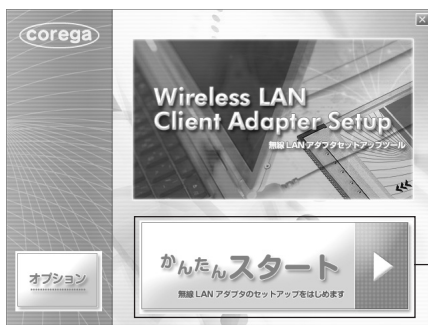 corega
Wireless LAN
Client Adapter Setup
無線LANアダプタセットアップツール
オプション
かんたんスタート
無線LANアダプタのセットアップをはじめます